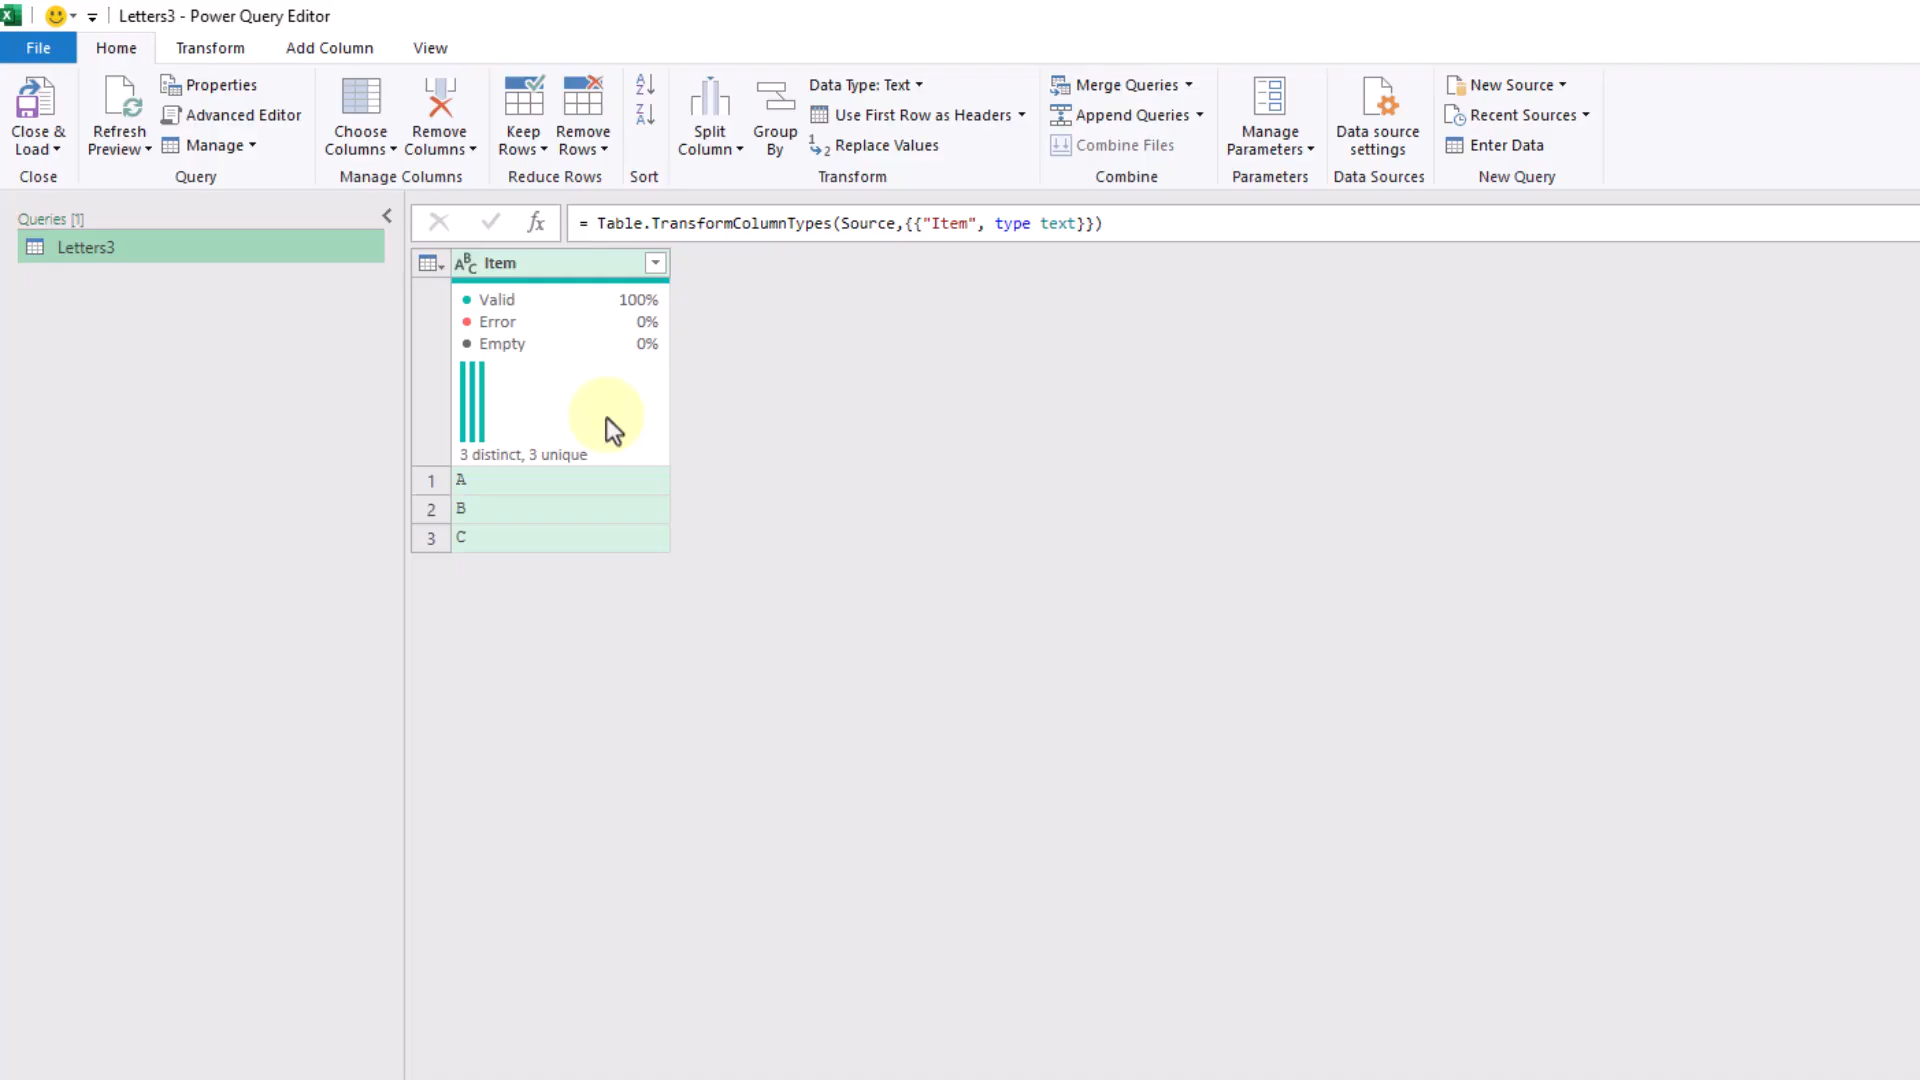 Letters3 - Power Query Editor
File Home Transform Add Column View
Close & Load
Close
Refresh Preview
Properties
Advanced Editor
Manage
Query
Choose Columns
Remove Columns
Manage Columns
Keep Rows
Remove Rows
Reduce Rows
Sort
Split Column
Group By
Data Type: Text
Use First Row as Headers
Replace Values
Transform
Merge Queries
Append Queries
Combine Files
Combine
Manage Parameters
Parameters
Data source settings
Data Sources
New Source
Recent Sources
Enter Data
New Query
Queries [1]
Letters3
fx = Table.TransformColumnTypes(Source,{{"Item", type text}})
ABC Item
Valid 100%
Error 0%
Empty 0%
3 distinct, 3 unique
1 A
2 B
3 C